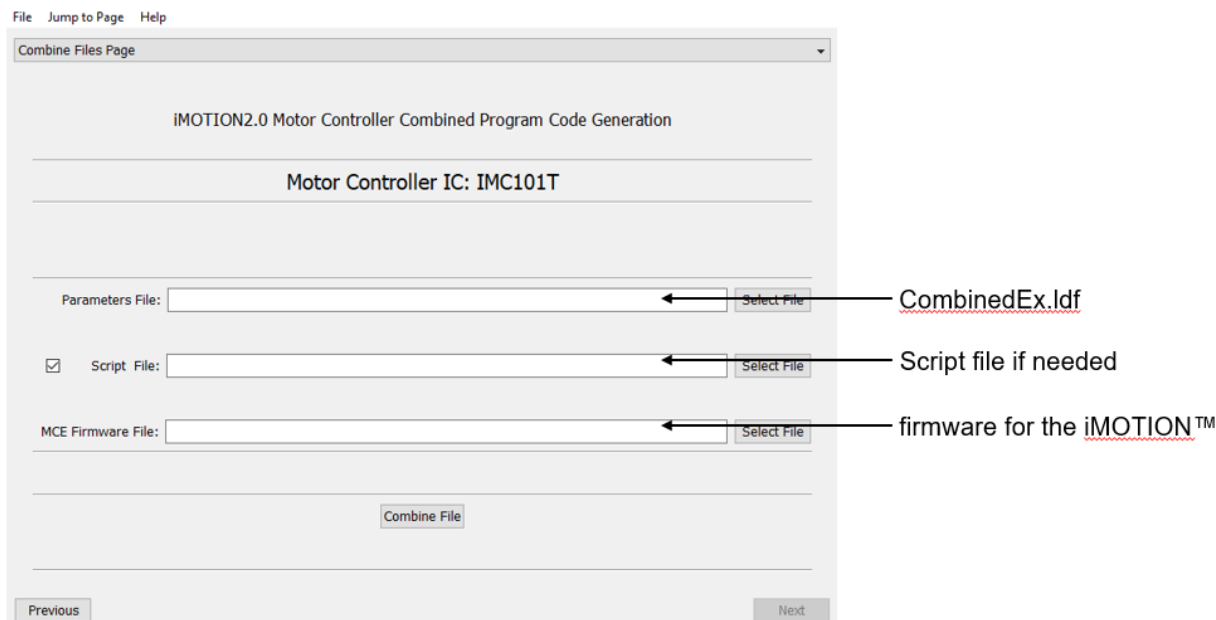 File Jump to Page Help
Combine Files Page
iMOTION2.0 Motor Controller Combined Program Code Generation
Motor Controller IC: IMC101T
Parameters File: Select File CombinedEx.ldf
Script File: Select File Script file if needed
MCE Firmware File: Select File firmware for the iMOTION™
Combine File
Previous Next